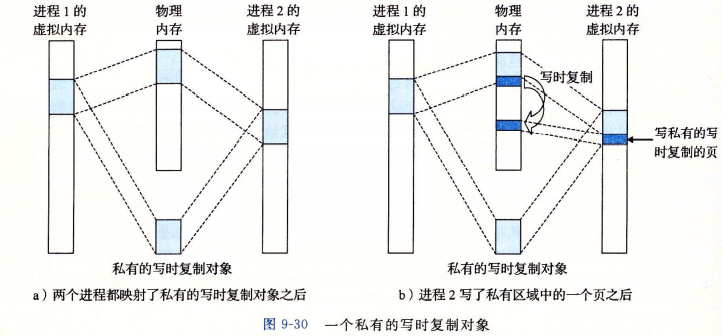 进程1的
虚拟内存
物理
内存
进程2的
虚拟内存
私有的写时复制对象
a）两个进程都映射了私有的写时复制对象之后
进程1的
虚拟内存
物理
内存
进程2的
虚拟内存
写时复制
写私有的写
时复制的页
私有的写时复制对象
b）进程2写了私有区域中的一个页之后
图 9-30 一个私有的写时复制对象